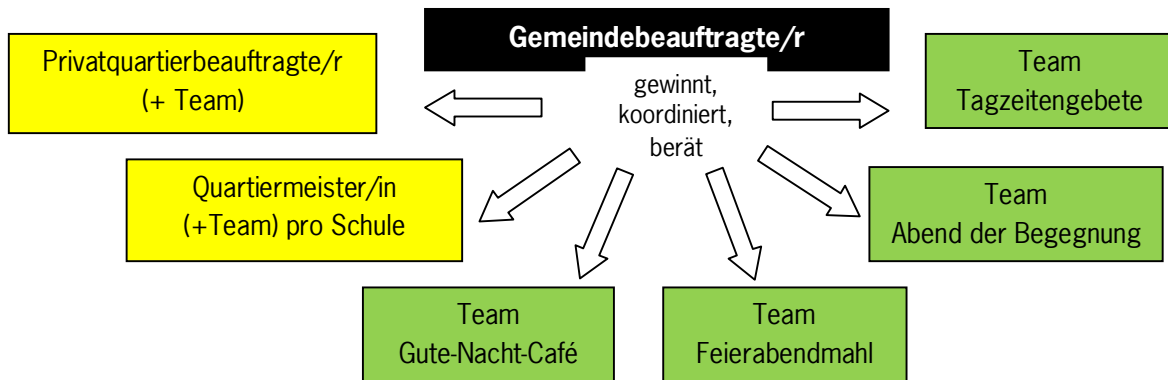 Gemeindebeauftragte/r
gewinnt,
koordiniert,
berät
Privatquartierbeauftragte/r
(+ Team)
Quartiermeister/in
(+Team) pro Schule
Team
Gute-Nacht-Café
Team
Feierabendmahl
Team
Abend der Begegnung
Team
Tagzeitengebete